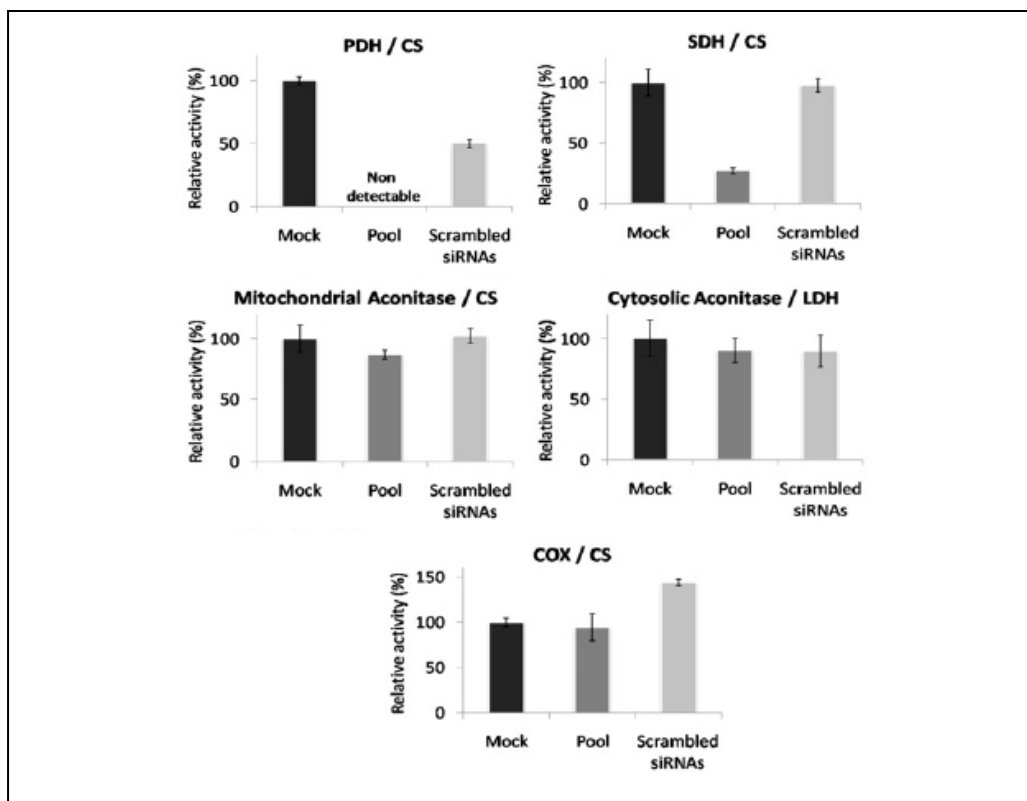 PDH / CS
Relative activity (%)
100
50
0
Non
detectable
Mock
Pool
Scrambled
siRNAs
SDH / CS
Relative activity (%)
100
50
0
Mock
Pool
Scrambled
siRNAs
Mitochondrial Aconitase / CS
Relative activity (%)
100
50
0
Mock
Pool
Scrambled
siRNAs
Cytosolic Aconitase / LDH
Relative activity (%)
100
50
0
Mock
Pool
Scrambled
siRNAs
COX / CS
Relative activity (%)
150
100
50
0
Mock
Pool
Scrambled
siRNAs